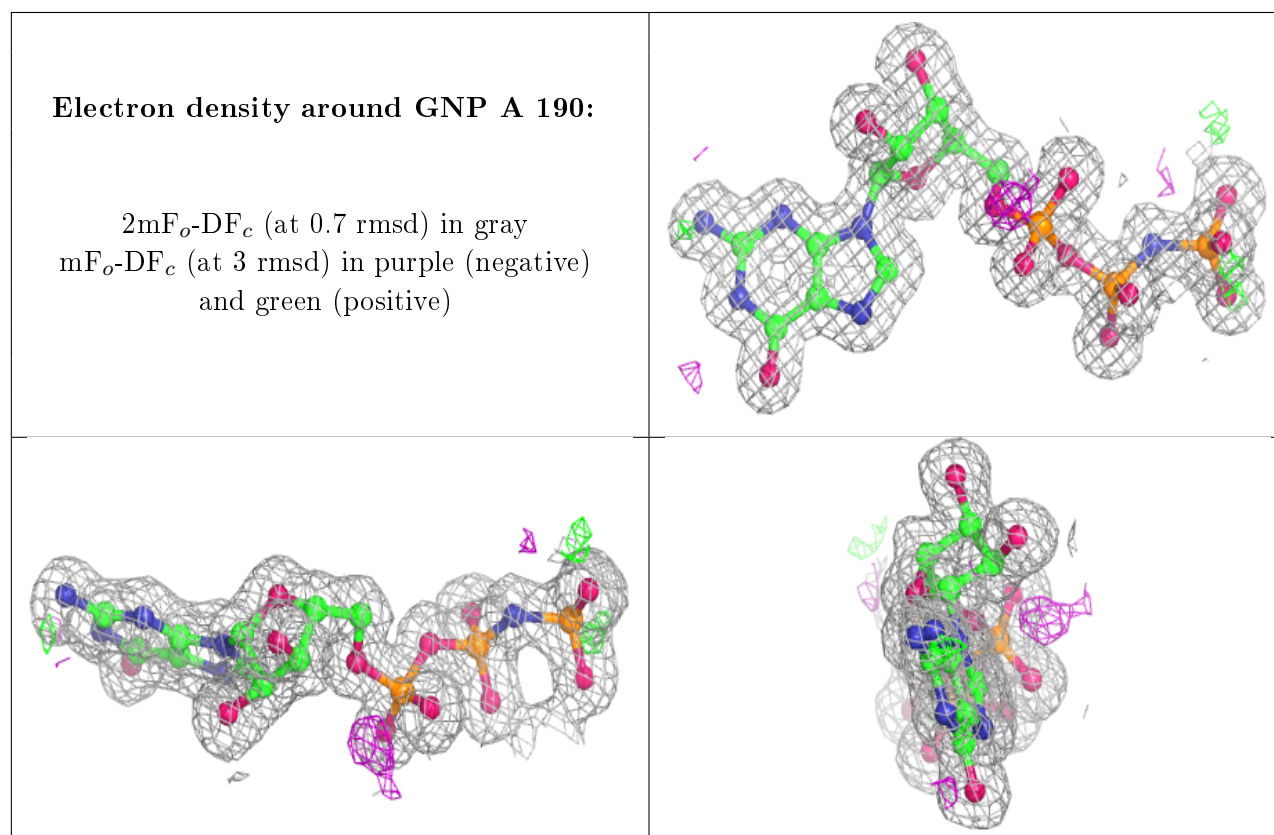 Electron density around GNP A 190:
2mFₒ-DF𝒸 (at 0.7 rmsd) in gray
mFₒ-DF𝒸 (at 3 rmsd) in purple (negative)
and green (positive)